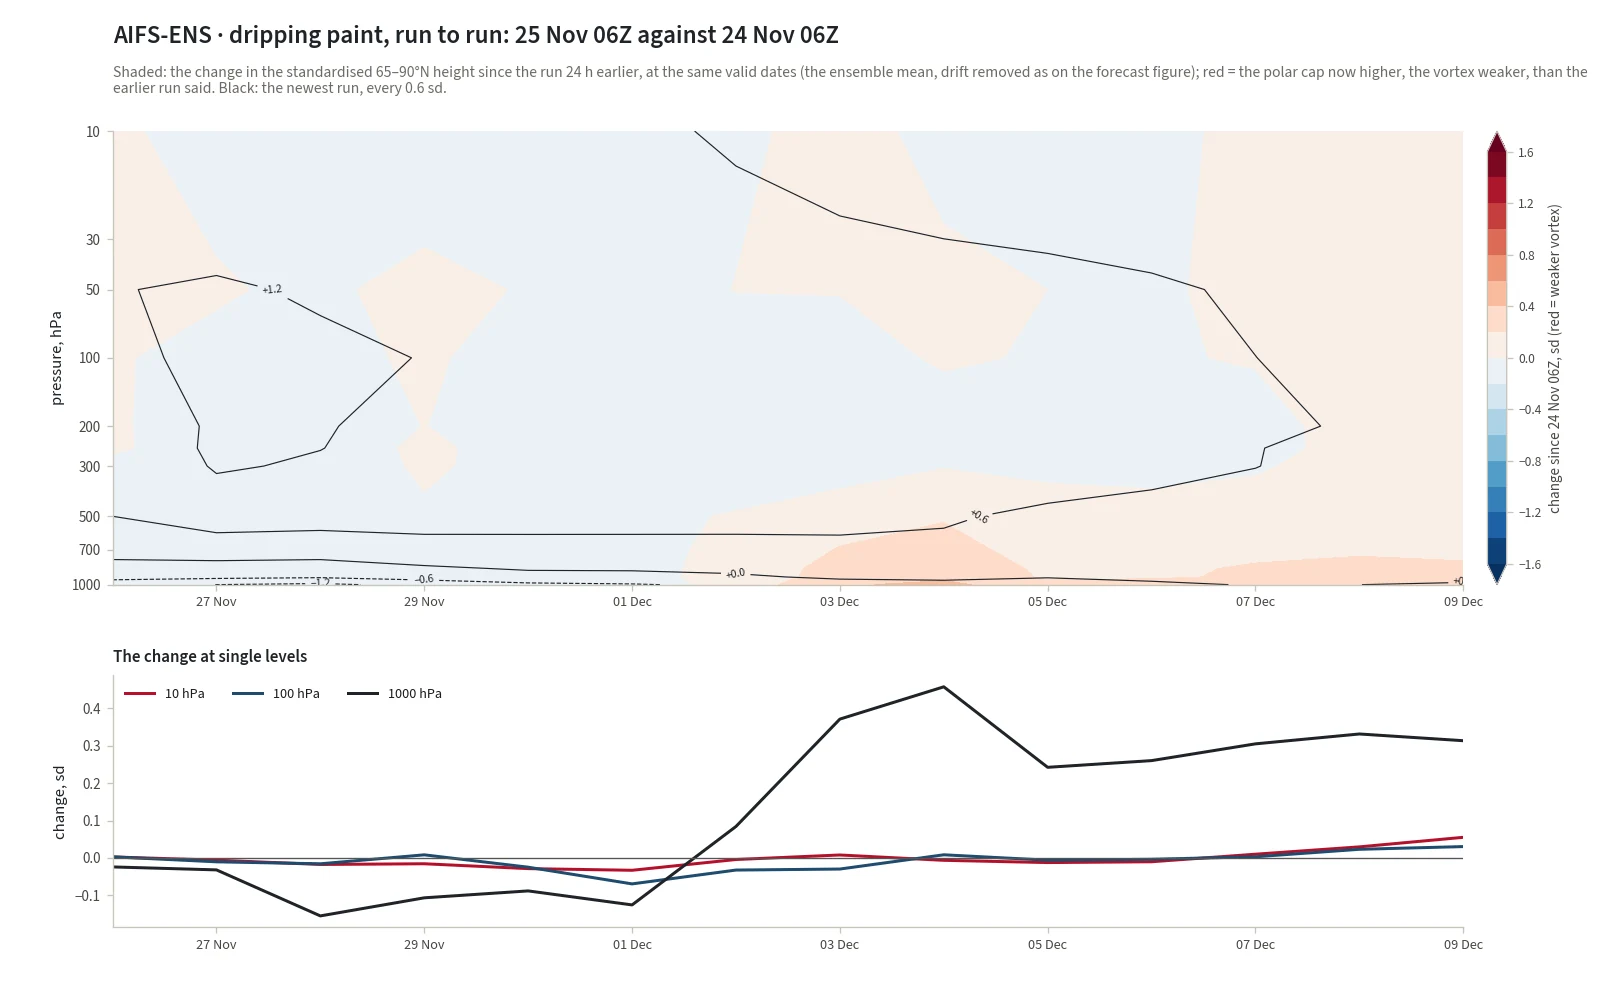 AIFS-ENS · dripping paint, run to run: 25 Nov 06Z against 24 Nov 06Z
Shaded: the change in the standardised 65–90°N height since the run 24 h earlier, at the same valid dates (the ensemble mean, drift removed as on the forecast figure); red = the polar cap now higher, the vortex weaker, than the
earlier run said. Black: the newest run, every 0.6 sd.
pressure, hPa
10
30
50
100
200
300
500
700
1000
+1.2
+0.6
+0.0
−0.6
−1.2
+0
27 Nov
29 Nov
01 Dec
03 Dec
05 Dec
07 Dec
09 Dec
1.6
1.2
0.8
0.4
0.0
−0.4
−0.8
−1.2
−1.6
change since 24 Nov 06Z, sd (red = weaker vortex)
The change at single levels
10 hPa
100 hPa
1000 hPa
change, sd
0.4
0.3
0.2
0.1
0.0
−0.1
27 Nov
29 Nov
01 Dec
03 Dec
05 Dec
07 Dec
09 Dec